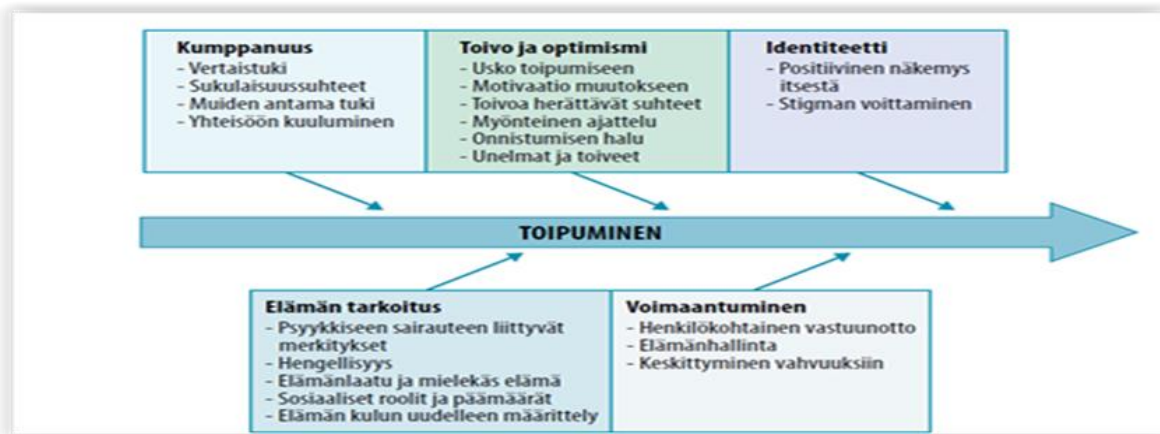 Kumppanuus
- Vertaistuki
- Sukulaisuussuhteet
- Muiden antama tuki
- Yhteisöön kuuluminen
Toivo ja optimismi
- Usko toipumiseen
- Motivaatio muutokseen
- Toivoa herättävät suhteet
- Myönteinen ajattelu
- Onnistumisen halu
- Unelmat ja toiveet
Identiteetti
- Positiivinen näkemys
itsestä
- Stigman voittaminen
TOIPUMINEN
Elämän tarkoitus
- Psyykkiseen sairauteen liittyvät
merkitykset
- Hengellisyys
- Elämänlaatu ja mielekäs elämä
- Sosiaaliset roolit ja päämäärät
- Elämän kulun uudelleen määrittely
Voimaantuminen
- Henkilökohtainen vastuunotto
- Elämänhallinta
- Keskittyminen vahvuuksiin